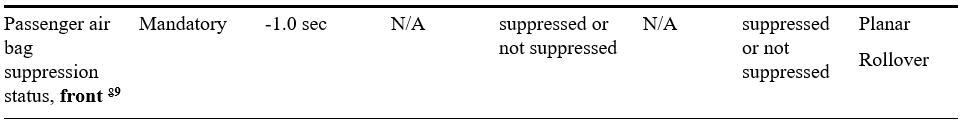 Passenger air
bag
suppression
status, front 89
Mandatory
-1.0 sec
N/A
suppressed or
not suppressed
N/A
suppressed
or not
suppressed
Planar
Rollover